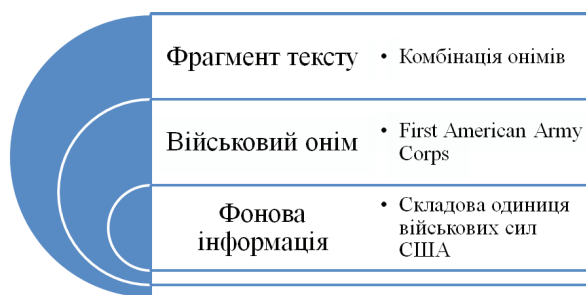 Фрагмент тексту
• Комбінація онімів
Військовий онім
• First American Army
Corps
Фонова
інформація
• Складова одиниця
військових сил
США